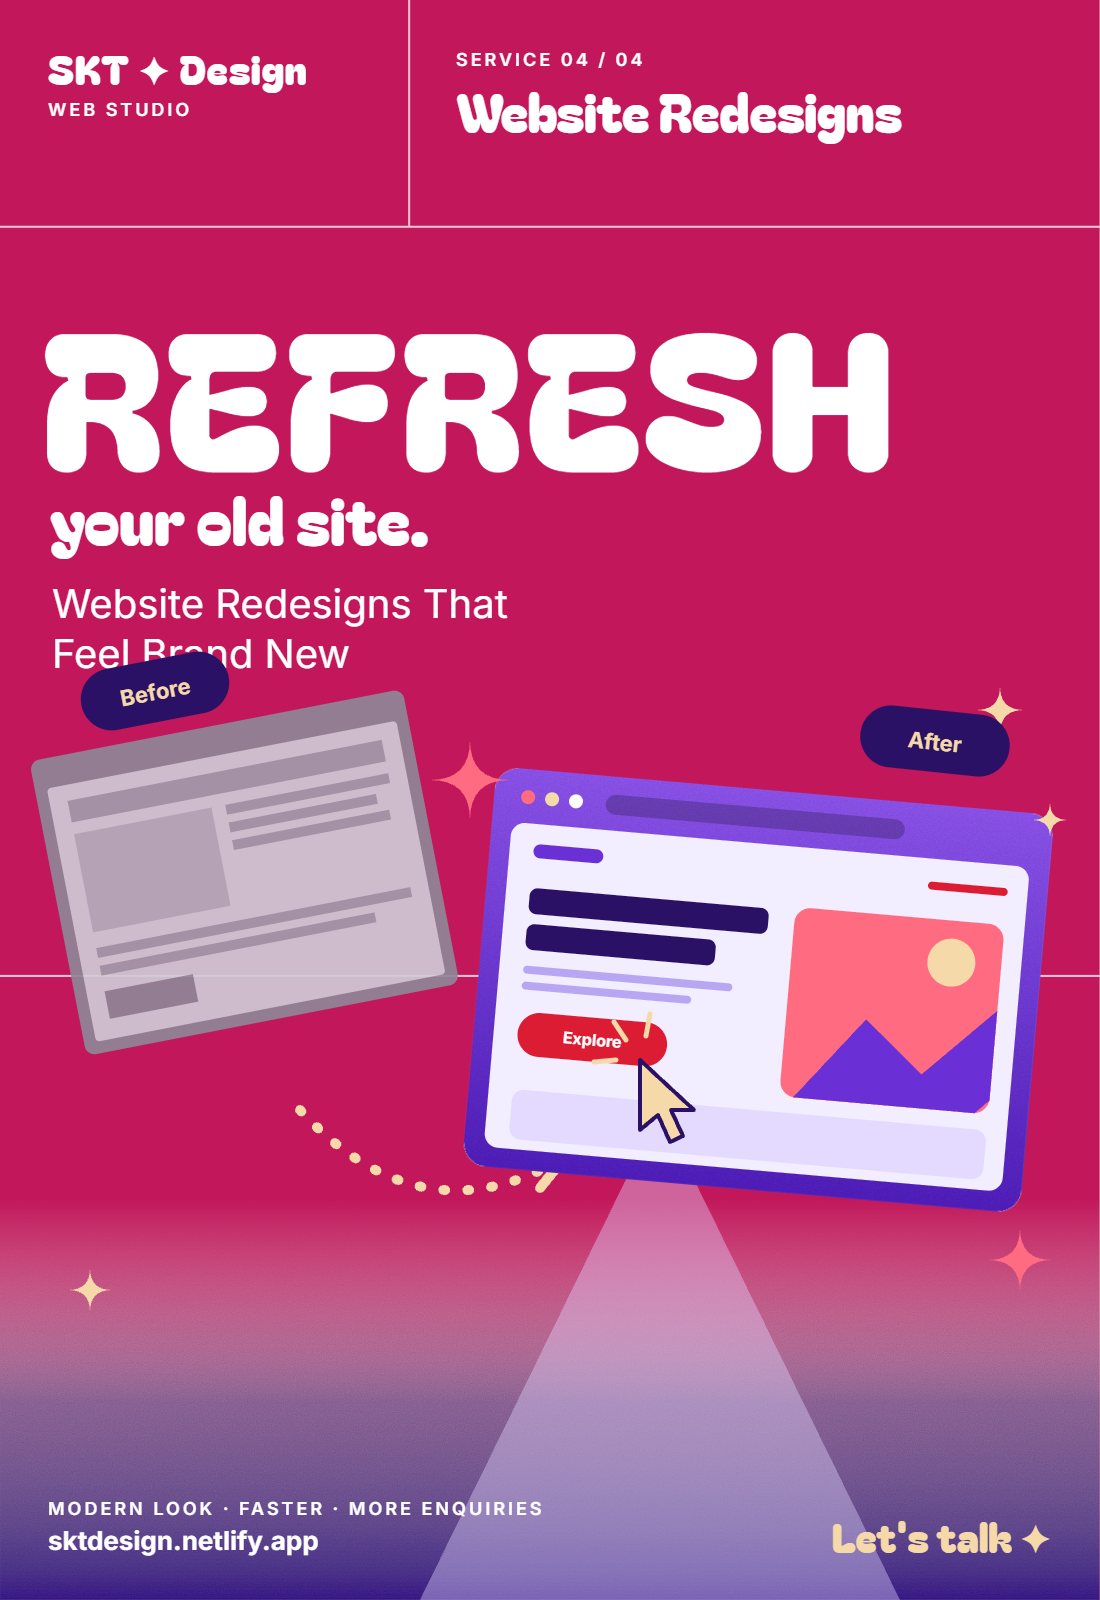 SKT ✦ Design
WEB STUDIO
SERVICE 04 / 04
Website Redesigns
REFRESH
your old site.
Website Redesigns That
Feel Brand New
Before
After
Explore
MODERN LOOK · FASTER · MORE ENQUIRIES
sktdesign.netlify.app
Let's talk ✦